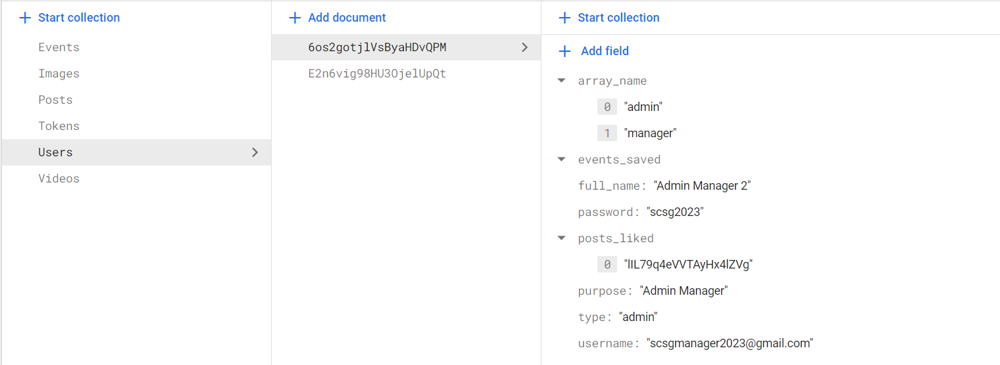 Start collection
Events
Images
Posts
Tokens
Users
Videos
Add document
6os2gotjlVsByaHDvQPM
E2n6vig98HU3OjelUpQt
Start collection
Add field
array_name
0 "admin"
1 "manager"
events_saved
full_name: "Admin Manager 2"
password: "scsg2023"
posts_liked
0 "lIL79q4eVVTAyHx4lZVg"
purpose: "Admin Manager"
type: "admin"
username: "scsgmanager2023@gmail.com"